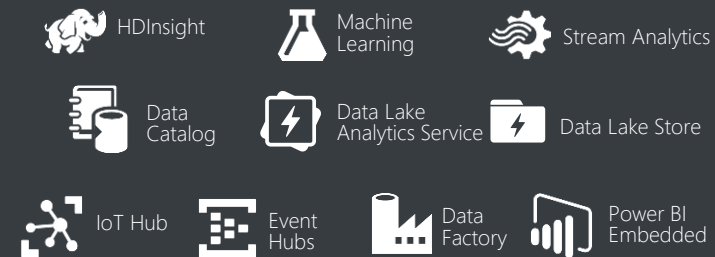 HDInsight
Machine
Learning
Stream Analytics
Data
Catalog
Data Lake
Analytics Service
Data Lake Store
IoT Hub
Event
Hubs
Data
Factory
Power BI
Embedded